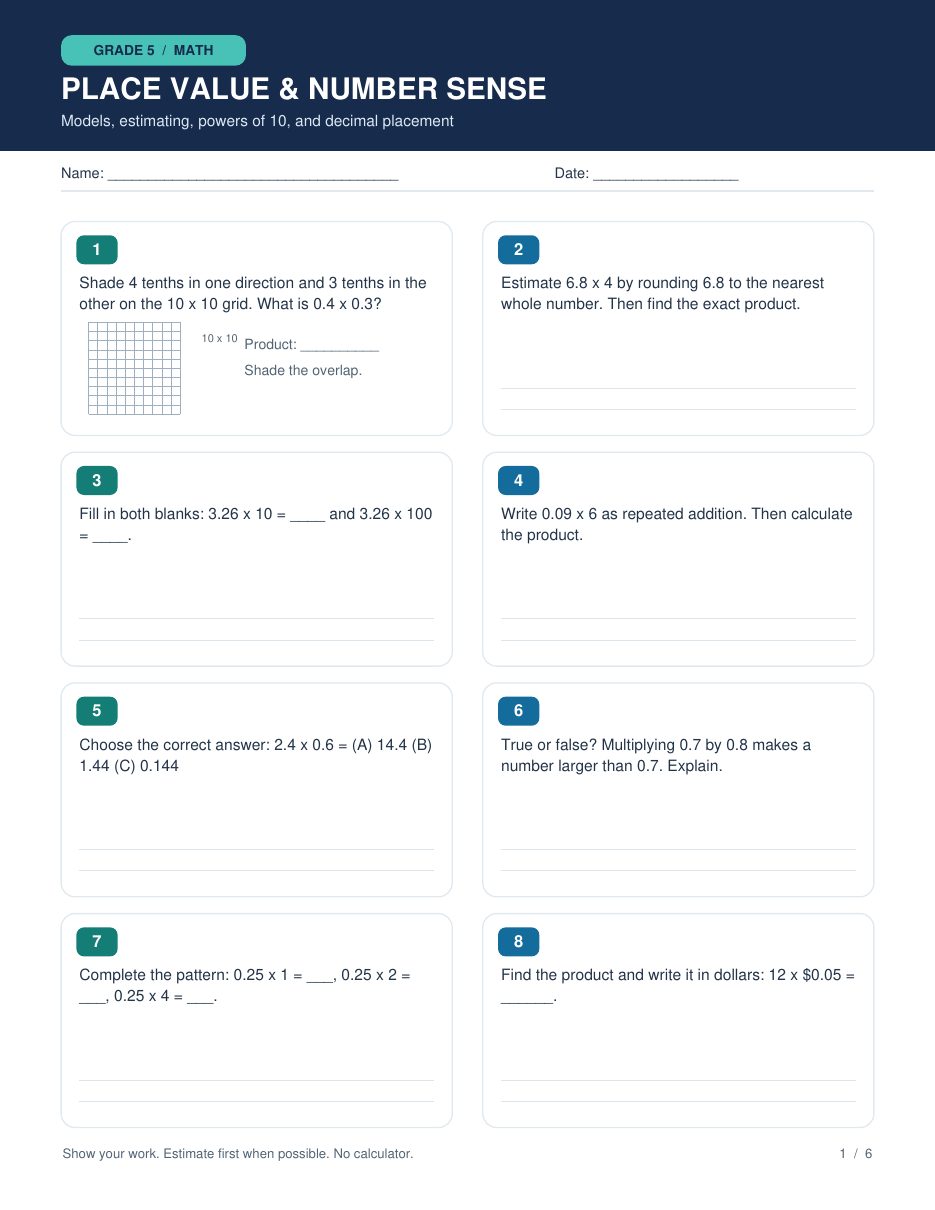 GRADE 5 / MATH
PLACE VALUE & NUMBER SENSE
Models, estimating, powers of 10, and decimal placement
Name: ____________________________________ Date: __________________
1
Shade 4 tenths in one direction and 3 tenths in the
other on the 10 x 10 grid. What is 0.4 x 0.3?
10 x 10 Product: __________
Shade the overlap.
2
Estimate 6.8 x 4 by rounding 6.8 to the nearest
whole number. Then find the exact product.
3
Fill in both blanks: 3.26 x 10 = ____ and 3.26 x 100
= ____.
4
Write 0.09 x 6 as repeated addition. Then calculate
the product.
5
Choose the correct answer: 2.4 x 0.6 = (A) 14.4 (B)
1.44 (C) 0.144
6
True or false? Multiplying 0.7 by 0.8 makes a
number larger than 0.7. Explain.
7
Complete the pattern: 0.25 x 1 = ___, 0.25 x 2 =
___, 0.25 x 4 = ___.
8
Find the product and write it in dollars: 12 x $0.05 =
______.
Show your work. Estimate first when possible. No calculator.
1 / 6